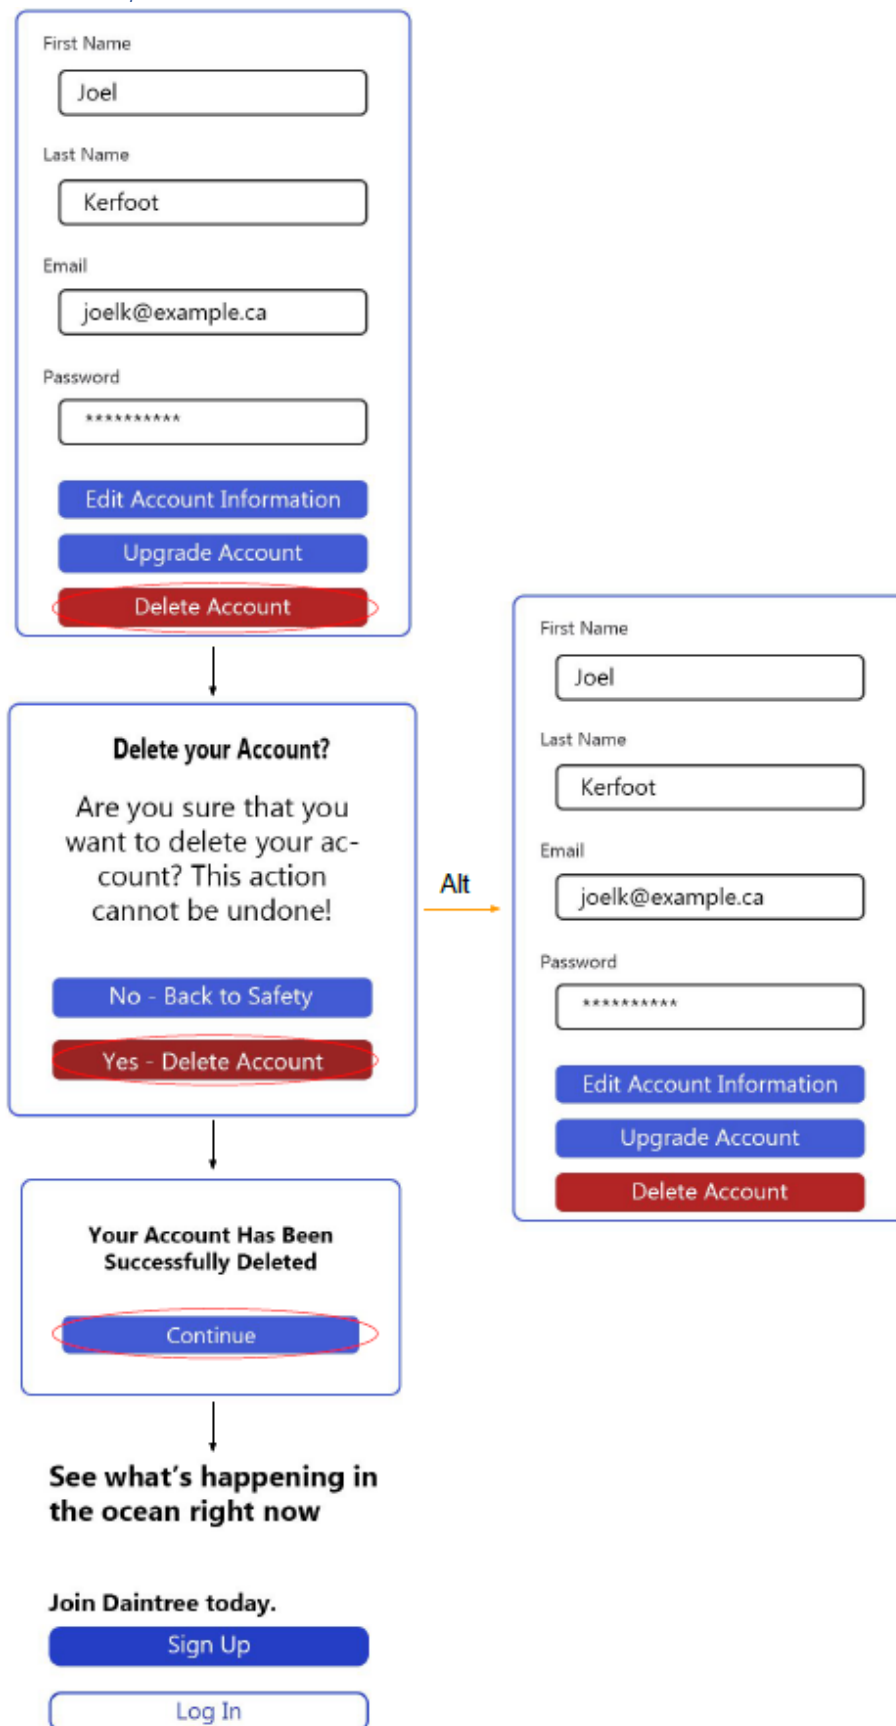 First Name
Joel
Last Name
Kerfoot
Email
joelk@example.ca
Password
**********
Edit Account Information
Upgrade Account
Delete Account
Delete your Account?
Are you sure that you
want to delete your ac-
count? This action
cannot be undone!
No - Back to Safety
Yes - Delete Account
Alt
First Name
Joel
Last Name
Kerfoot
Email
joelk@example.ca
Password
**********
Edit Account Information
Upgrade Account
Delete Account
Your Account Has Been
Successfully Deleted
Continue
See what's happening in
the ocean right now
Join Daintree today.
Sign Up
Log In